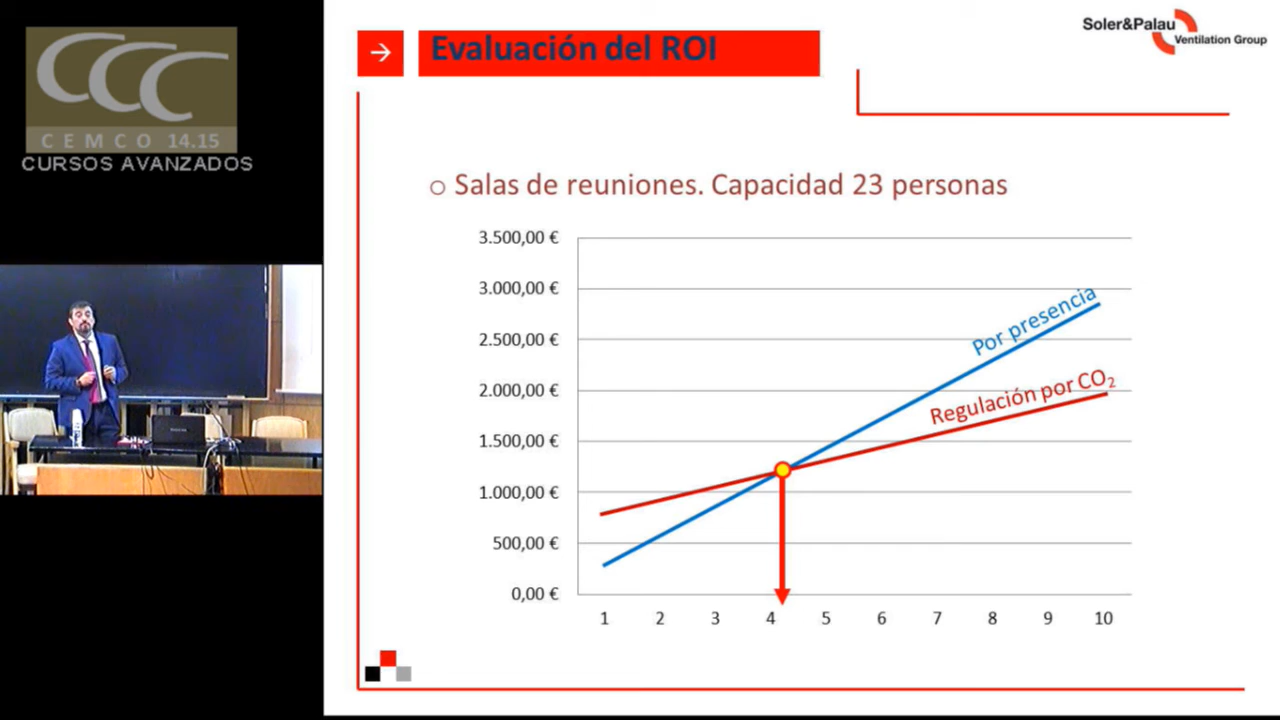 CEMCO 14.15
CURSOS AVANZADOS
Evaluación del ROI
Soler&Palau
Ventilation Group
Salas de reuniones. Capacidad 23 personas
3.500,00 €
3.000,00 €
2.500,00 €
2.000,00 €
1.500,00 €
1.000,00 €
500,00 €
0,00 €
Por presencia
Regulación por CO₂
1 2 3 4 5 6 7 8 9 10